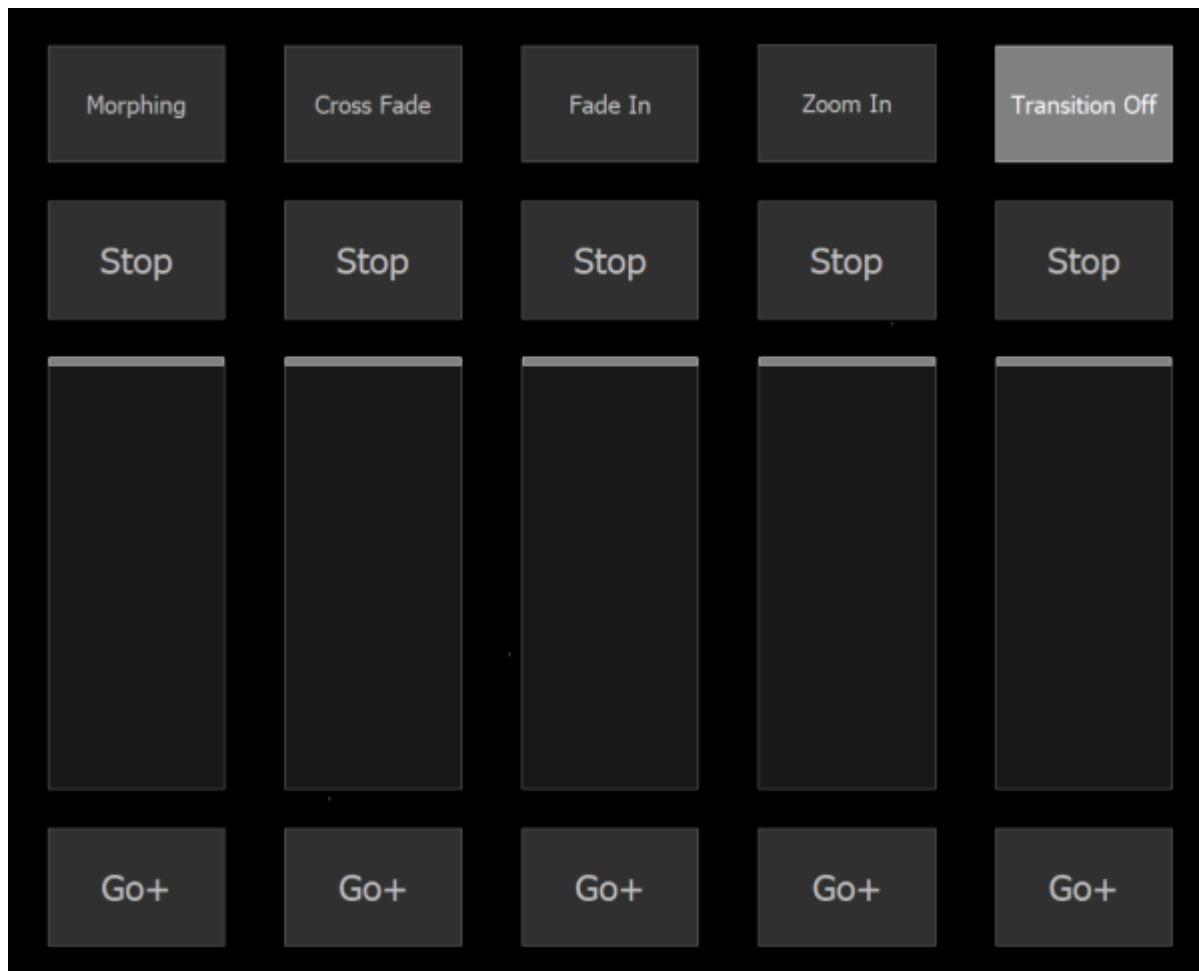 Morphing
Cross Fade
Fade In
Zoom In
Transition Off
Stop
Stop
Stop
Stop
Stop
Go+
Go+
Go+
Go+
Go+